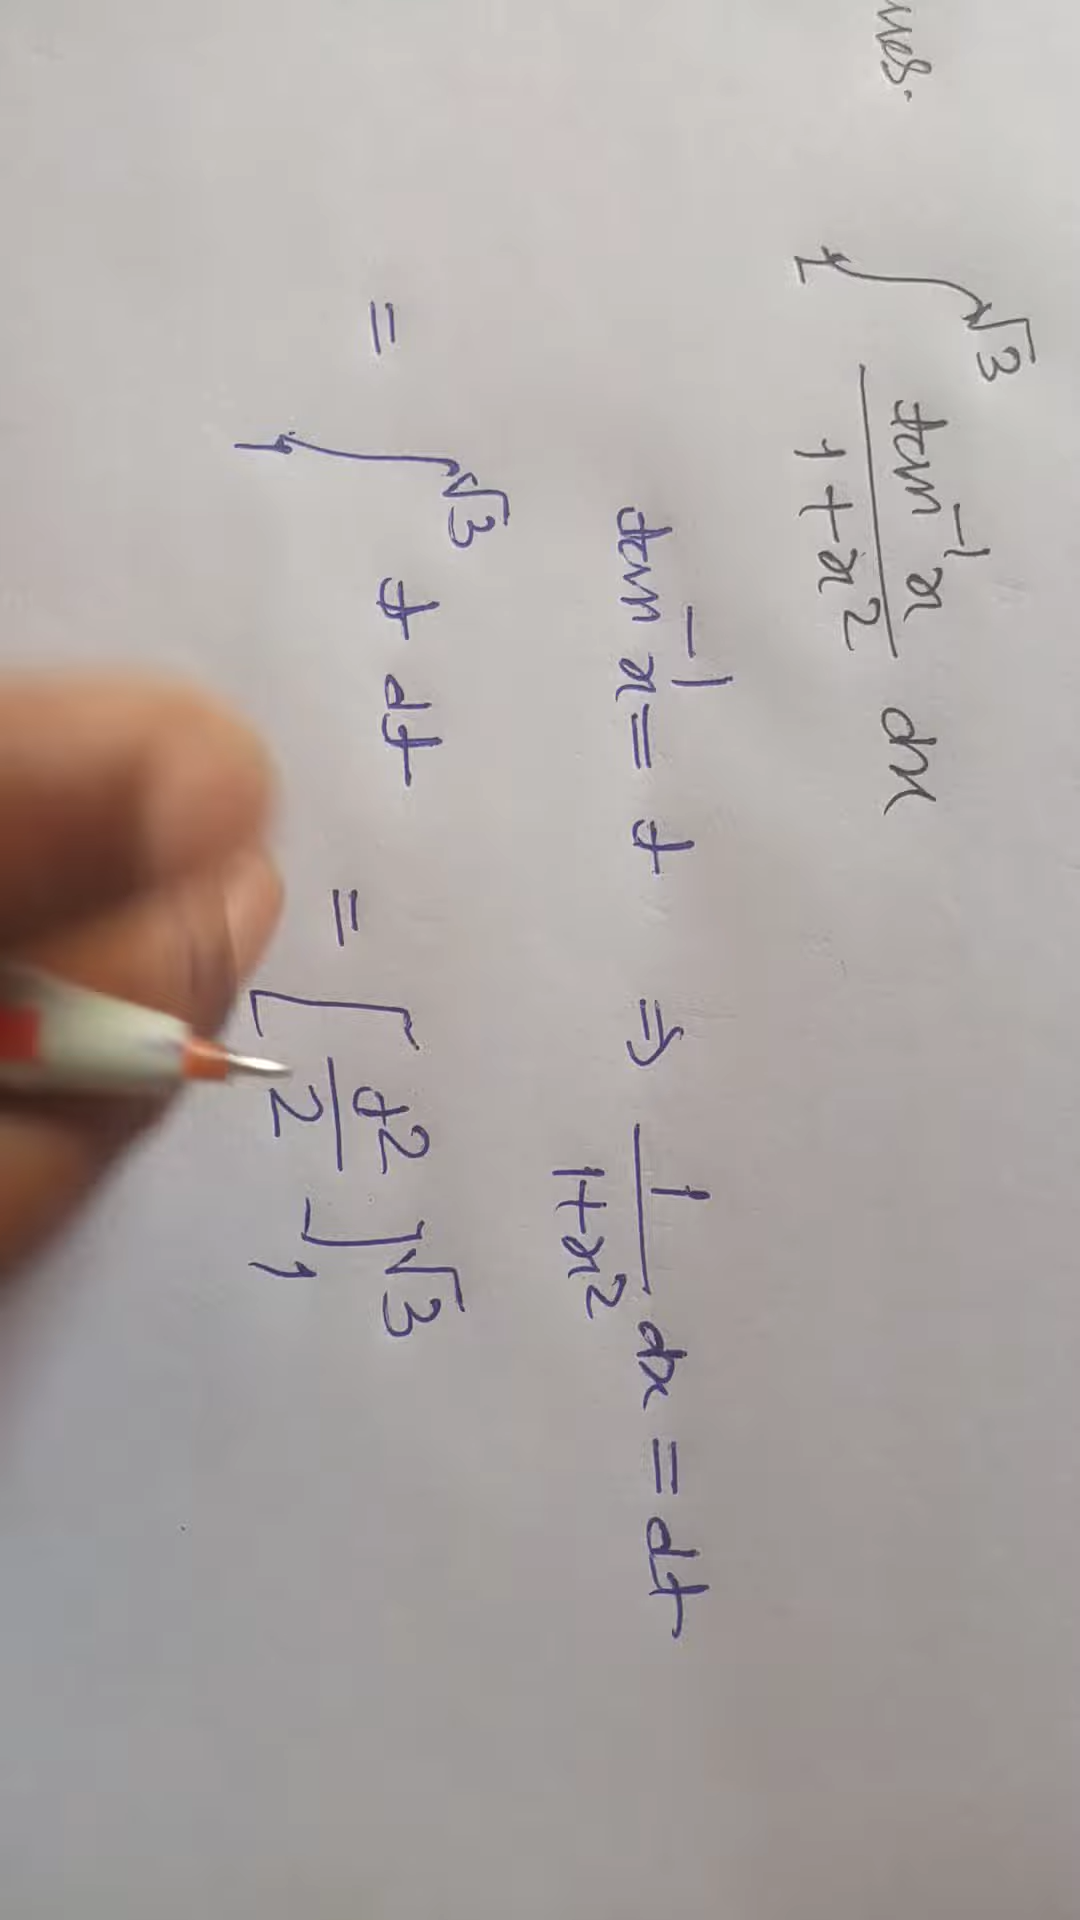 ∫₁^√3 tan⁻¹x / 1+x² dx
tan⁻¹x = t ⇒ 1/1+x² dx = dt
= ∫₁^√3 t dt = [t²/2]₁^√3